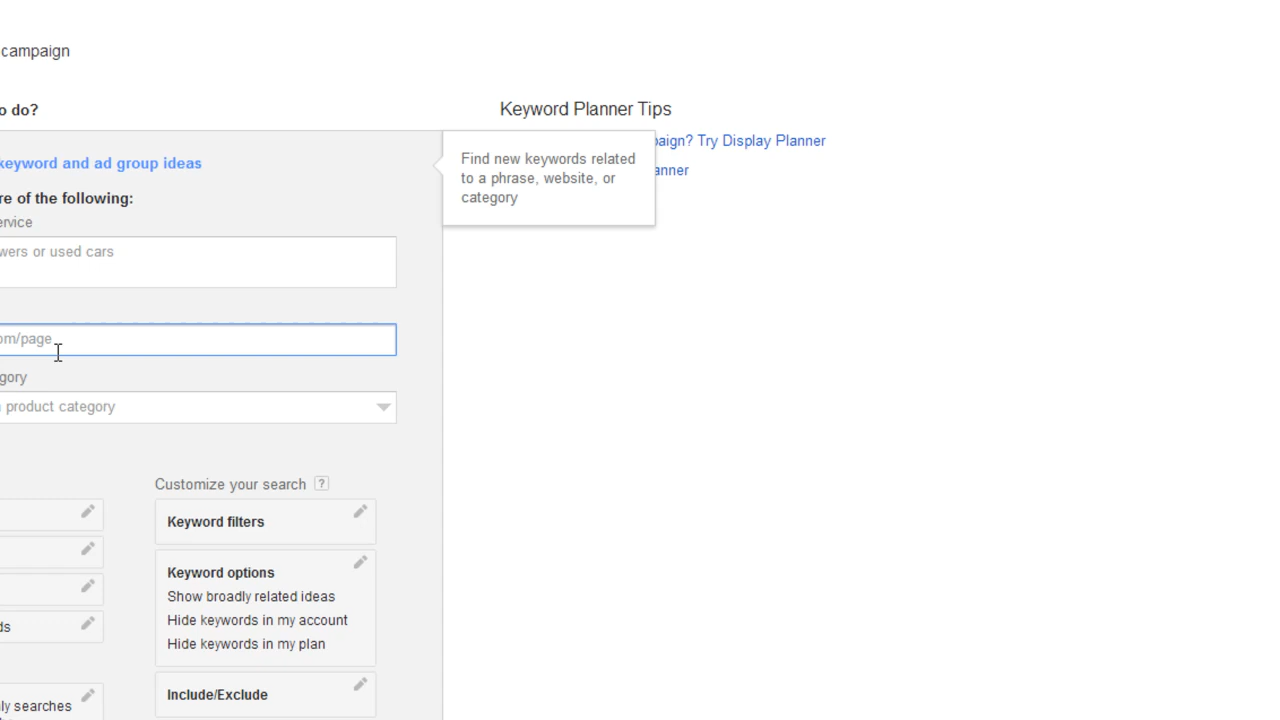 campaign
o do?
Keyword Planner Tips
paign? Try Display Planner
keyword and ad group ideas
Find new keywords related
to a phrase, website, or
category
anner
re of the following:
ervice
wers or used cars
om/page
gory
product category
Customize your search ?
Keyword filters
Keyword options
Show broadly related ideas
Hide keywords in my account
Hide keywords in my plan
ds
Include/Exclude
ly searches